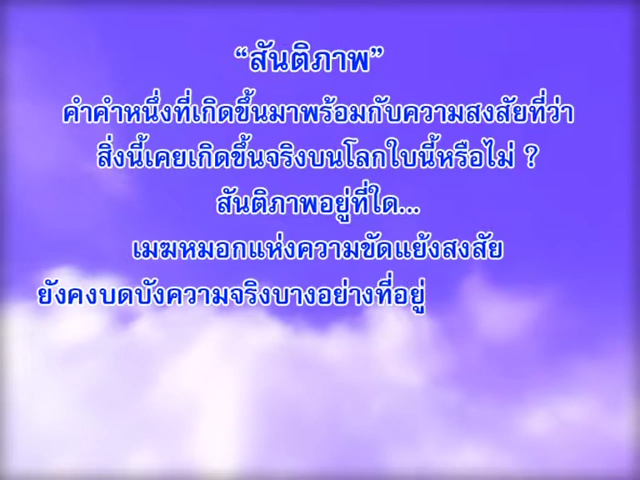 “สันติภาพ”
คำคำหนึ่งที่เกิดขึ้นมาพร้อมกับความสงสัยที่ว่า
สิ่งนี้เคยเกิดขึ้นจริงบนโลกใบนี้หรือไม่ ?
สันติภาพอยู่ที่ใด...
เมฆหมอกแห่งความขัดแย้งสงสัย
ยังคงบดบังความจริงบางอย่างที่อยู่